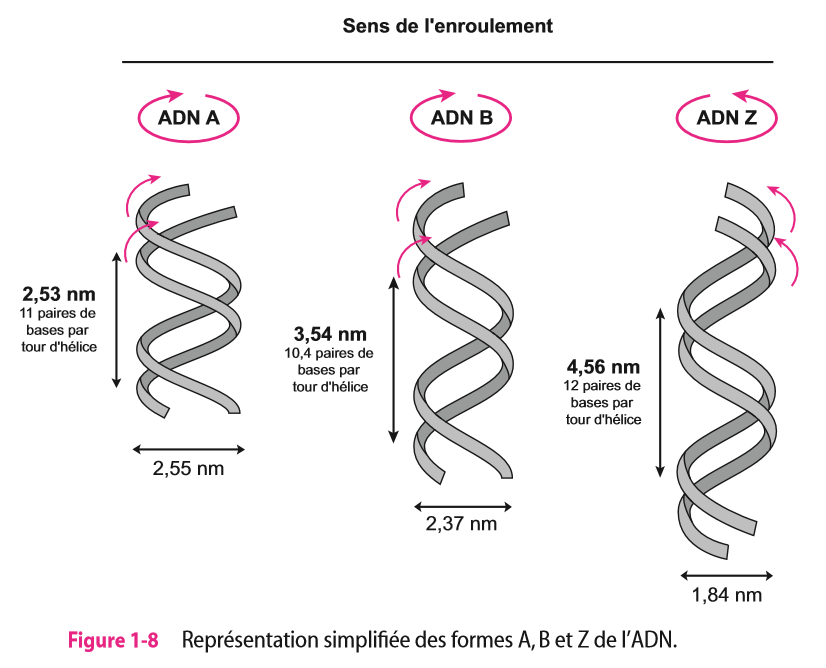 Sens de l'enroulement
ADN A
ADN B
ADN Z
2,53 nm
11 paires de
bases par
tour d'hélice
2,55 nm
3,54 nm
10,4 paires de
bases par
tour d'hélice
2,37 nm
4,56 nm
12 paires de
bases par
tour d'hélice
1,84 nm
Figure 1-8 Représentation simplifiée des formes A, B et Z de l'ADN.